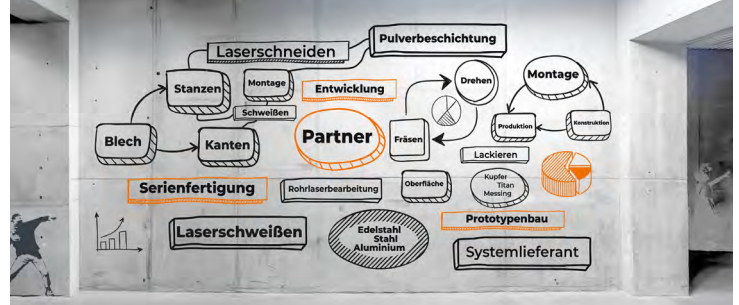 Laserschneiden
Pulverbeschichtung
Stanzen
Montage
Entwicklung
Drehen
Montage
Schweißen
Blech
Kanten
Partner
Fräsen
Produktion
Konstruktion
Lackieren
Serienfertigung
Rohrlaserbearbeitung
Oberfläche
Kupfer
Titan
Messing
Laserschweißen
Edelstahl
Stahl
Aluminium
Prototypenbau
Systemlieferant